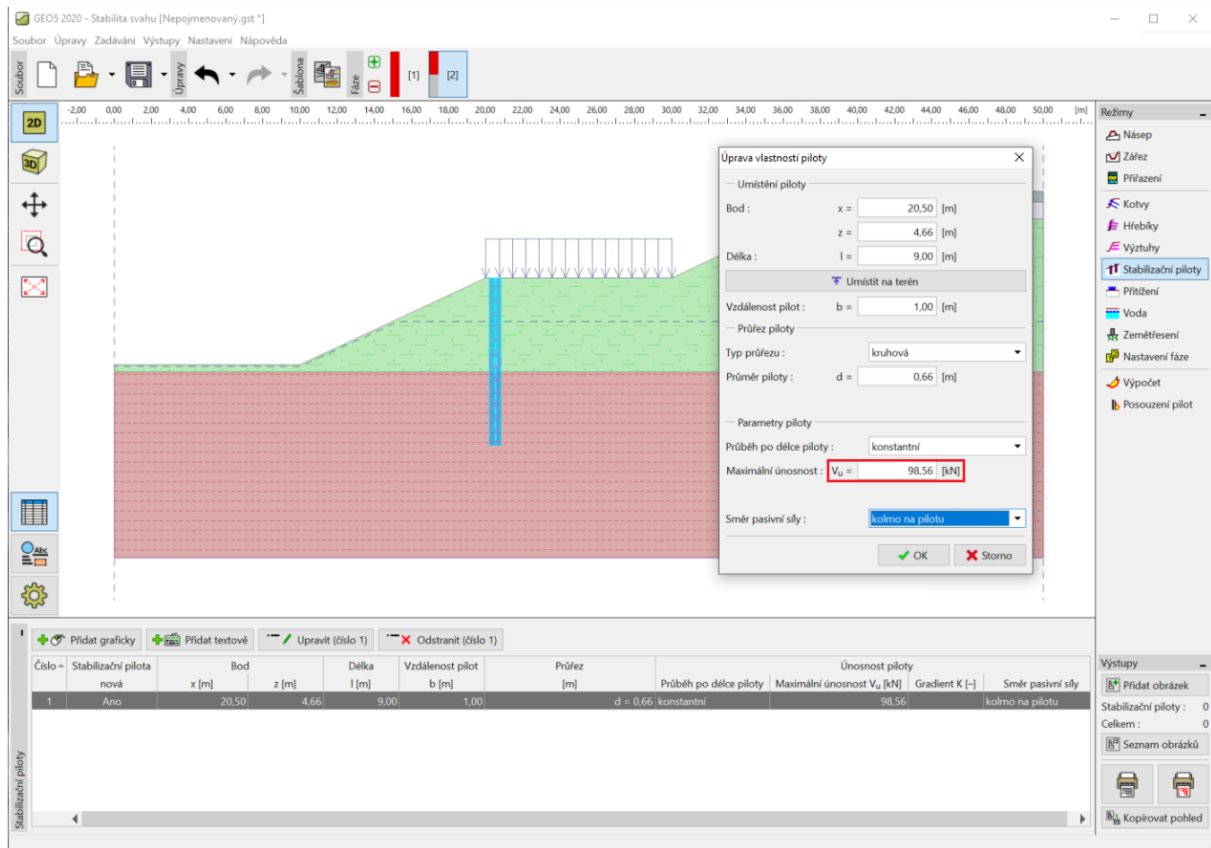 GEO5 2020 - Stabilita svahu [Nepojmenovaný.gst *]
Soubor Úpravy Zadávání Výstupy Nastavení Nápověda
Soubor
Úpravy
Šablona
Fáze
[1]
[2]
2D
3D
-2,00 0,00 2,00 4,00 6,00 8,00 10,00 12,00 14,00 16,00 18,00 20,00 22,00 24,00 26,00 28,00 30,00 32,00 34,00 36,00 38,00 40,00 42,00 44,00 46,00 48,00 50,00 [m]
Úprava vlastností piloty
Umístění piloty
Bod : x = 20,50 [m]
z = 4,66 [m]
Délka : l = 9,00 [m]
Umístit na terén
Vzdálenost pilot : b = 1,00 [m]
Průřez piloty
Typ průřezu : kruhová
Průměr piloty : d = 0,66 [m]
Parametry piloty
Průběh po délce piloty : konstantní
Maximální únosnost : Vu = 98,56 [kN]
Směr pasivní síly : kolmo na pilotu
OK Storno
Režimy
Násep
Zářez
Přiřazení
Kotvy
Hřebíky
Výztuhy
Stabilizační piloty
Přitížení
Voda
Zemětřesení
Nastavení fáze
Výpočet
Posouzení pilot
Abc
Stabilizační piloty
Přidat graficky Přidat textově Upravit (číslo 1) Odstranit (číslo 1)
Číslo Stabilizační pilota Bod Délka Vzdálenost pilot Průřez Únosnost piloty
nová x [m] z [m] l [m] b [m] [m] Průběh po délce piloty Maximální únosnost Vu [kN] Gradient K [–] Směr pasivní síly
1 Ano 20,50 4,66 9,00 1,00 d = 0,66 konstantní 98,56 kolmo na pilotu
Výstupy
Přidat obrázek
Stabilizační piloty : 0
Celkem : 0
Seznam obrázků
Kopírovat pohled